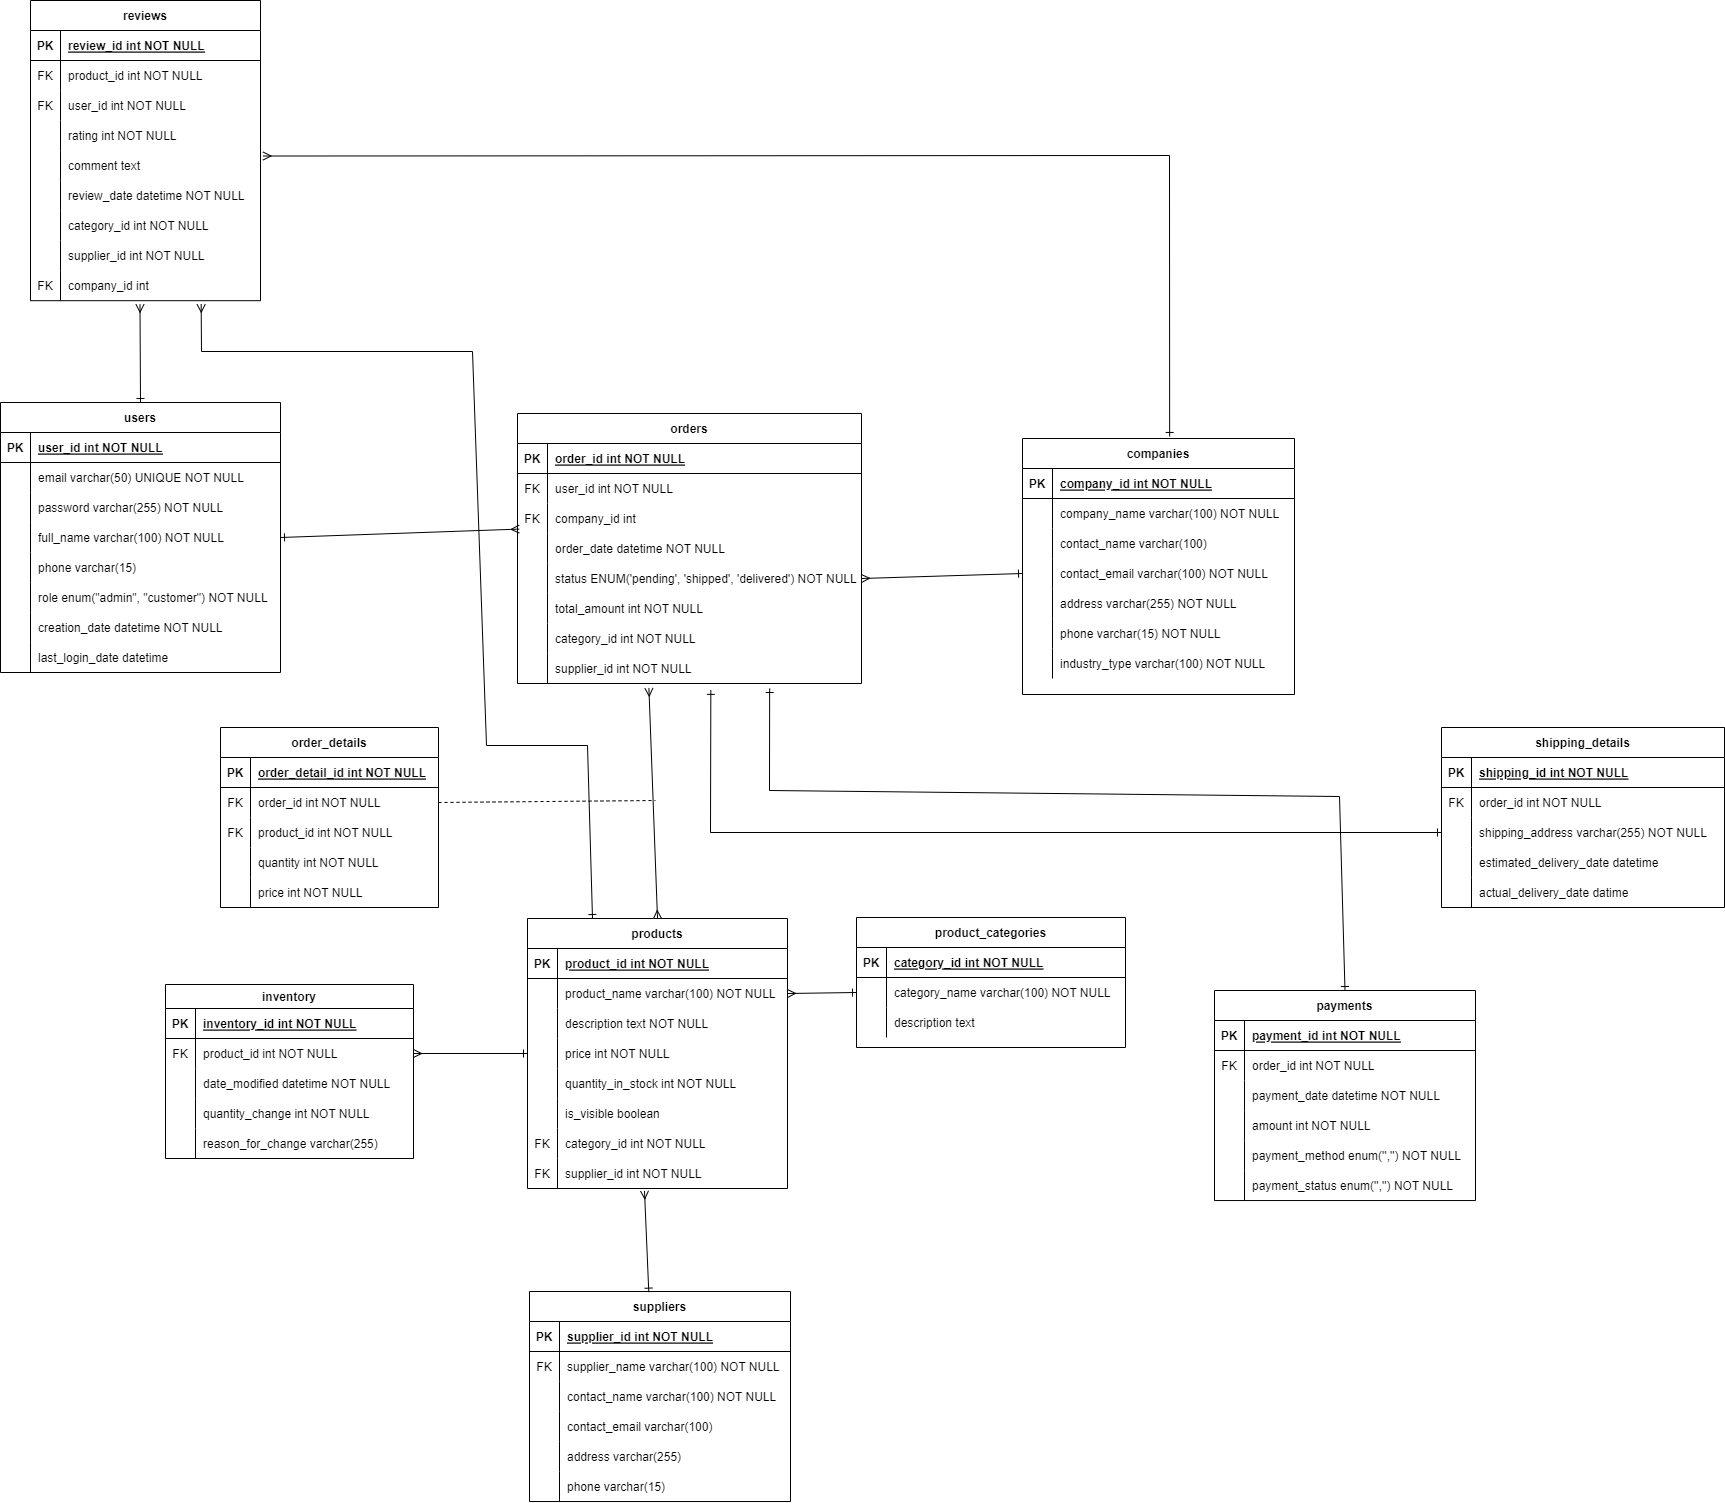 reviews
PK review_id int NOT NULL
FK product_id int NOT NULL
FK user_id int NOT NULL
rating int NOT NULL
comment text
review_date datetime NOT NULL
category_id int NOT NULL
supplier_id int NOT NULL
FK company_id int
users
PK user_id int NOT NULL
email varchar(50) UNIQUE NOT NULL
password varchar(255) NOT NULL
full_name varchar(100) NOT NULL
phone varchar(15)
role enum("admin", "customer") NOT NULL
creation_date datetime NOT NULL
last_login_date datetime
orders
PK order_id int NOT NULL
FK user_id int NOT NULL
FK company_id int
order_date datetime NOT NULL
status ENUM('pending', 'shipped', 'delivered') NOT NULL
total_amount int NOT NULL
category_id int NOT NULL
supplier_id int NOT NULL
companies
PK company_id int NOT NULL
company_name varchar(100) NOT NULL
contact_name varchar(100)
contact_email varchar(100) NOT NULL
address varchar(255) NOT NULL
phone varchar(15) NOT NULL
industry_type varchar(100) NOT NULL
order_details
PK order_detail_id int NOT NULL
FK order_id int NOT NULL
FK product_id int NOT NULL
quantity int NOT NULL
price int NOT NULL
shipping_details
PK shipping_id int NOT NULL
FK order_id int NOT NULL
shipping_address varchar(255) NOT NULL
estimated_delivery_date datetime
actual_delivery_date datime
products
PK product_id int NOT NULL
product_name varchar(100) NOT NULL
description text NOT NULL
price int NOT NULL
quantity_in_stock int NOT NULL
is_visible boolean
FK category_id int NOT NULL
FK supplier_id int NOT NULL
product_categories
PK category_id int NOT NULL
category_name varchar(100) NOT NULL
description text
inventory
PK inventory_id int NOT NULL
FK product_id int NOT NULL
date_modified datetime NOT NULL
quantity_change int NOT NULL
reason_for_change varchar(255)
payments
PK payment_id int NOT NULL
FK order_id int NOT NULL
payment_date datetime NOT NULL
amount int NOT NULL
payment_method enum(",") NOT NULL
payment_status enum(",") NOT NULL
suppliers
PK supplier_id int NOT NULL
FK supplier_name varchar(100) NOT NULL
contact_name varchar(100) NOT NULL
contact_email varchar(100)
address varchar(255)
phone varchar(15)